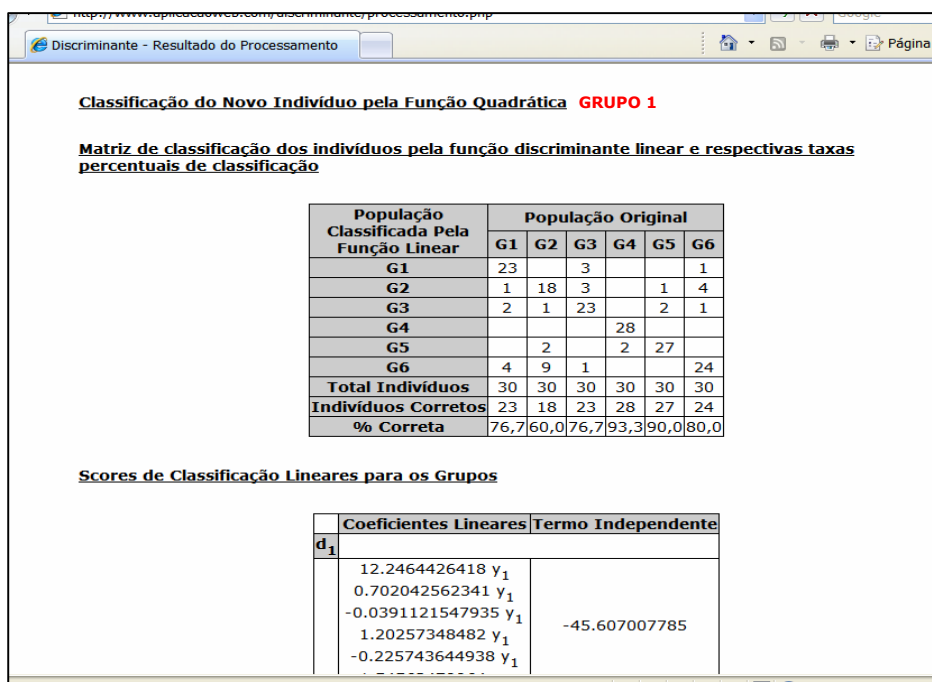 http://www.aplicacaoweb.com/discriminante/processamento.php
Google
Discriminante - Resultado do Processamento
Página
Classificação do Novo Indivíduo pela Função Quadrática GRUPO 1
Matriz de classificação dos indivíduos pela função discriminante linear e respectivas taxas
percentuais de classificação
População Classificada Pela Função Linear População Original
G1 G2 G3 G4 G5 G6
G1 23 3 1
G2 1 18 3 1 4
G3 2 1 23 2 1
G4 28
G5 2 2 27
G6 4 9 1 24
Total Indivíduos 30 30 30 30 30 30
Indivíduos Corretos 23 18 23 28 27 24
% Correta 76,7 60,0 76,7 93,3 90,0 80,0
Scores de Classificação Lineares para os Grupos
Coeficientes Lineares Termo Independente
d1
12.2464426418 y1
0.702042562341 y1
-0.0391121547935 y1
-45.607007785
1.20257348482 y1
-0.225743644938 y1